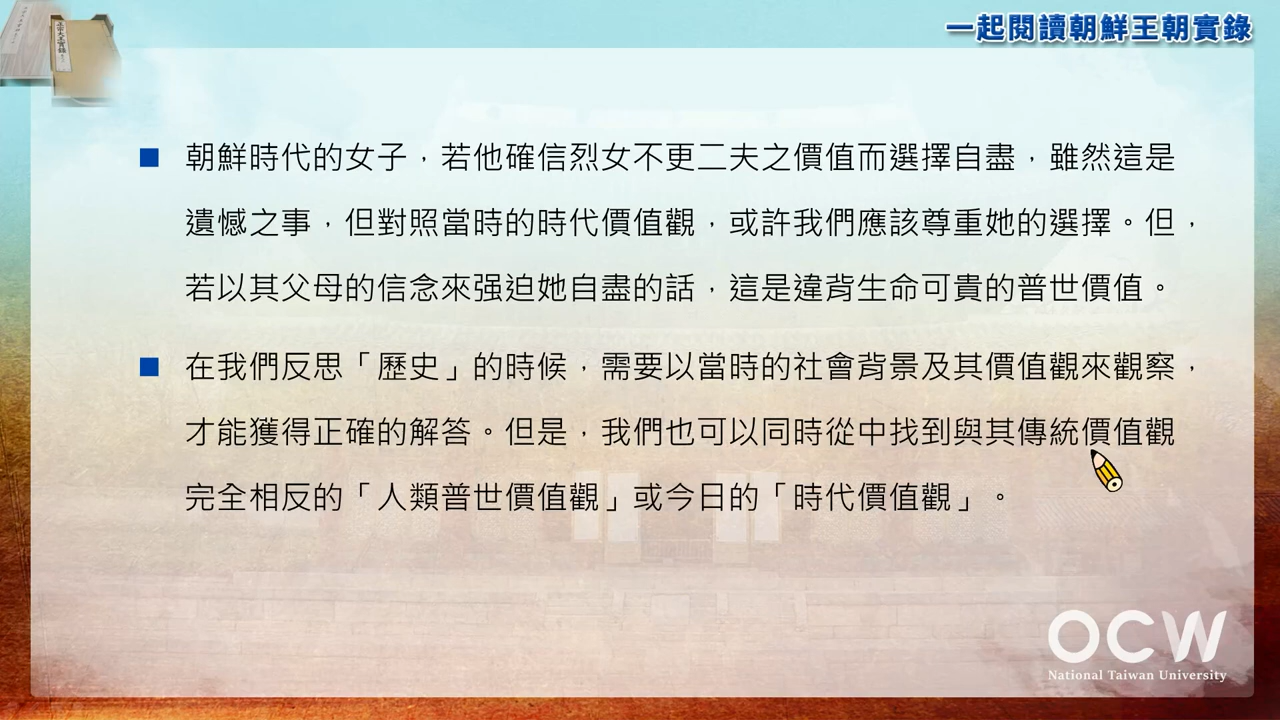 一起閱讀朝鮮王朝實錄
朝鮮時代的女子，若他確信烈女不更二夫之價值而選擇自盡，雖然這是
遺憾之事，但對照當時的時代價值觀，或許我們應該尊重她的選擇。但，
若以其父母的信念來强迫她自盡的話，這是違背生命可貴的普世價值。
在我們反思「歷史」的時候，需要以當時的社會背景及其價值觀來觀察，
才能獲得正確的解答。但是，我們也可以同時從中找到與其傳統價值觀
完全相反的「人類普世價值觀」或今日的「時代價值觀」。
OCW
National Taiwan University